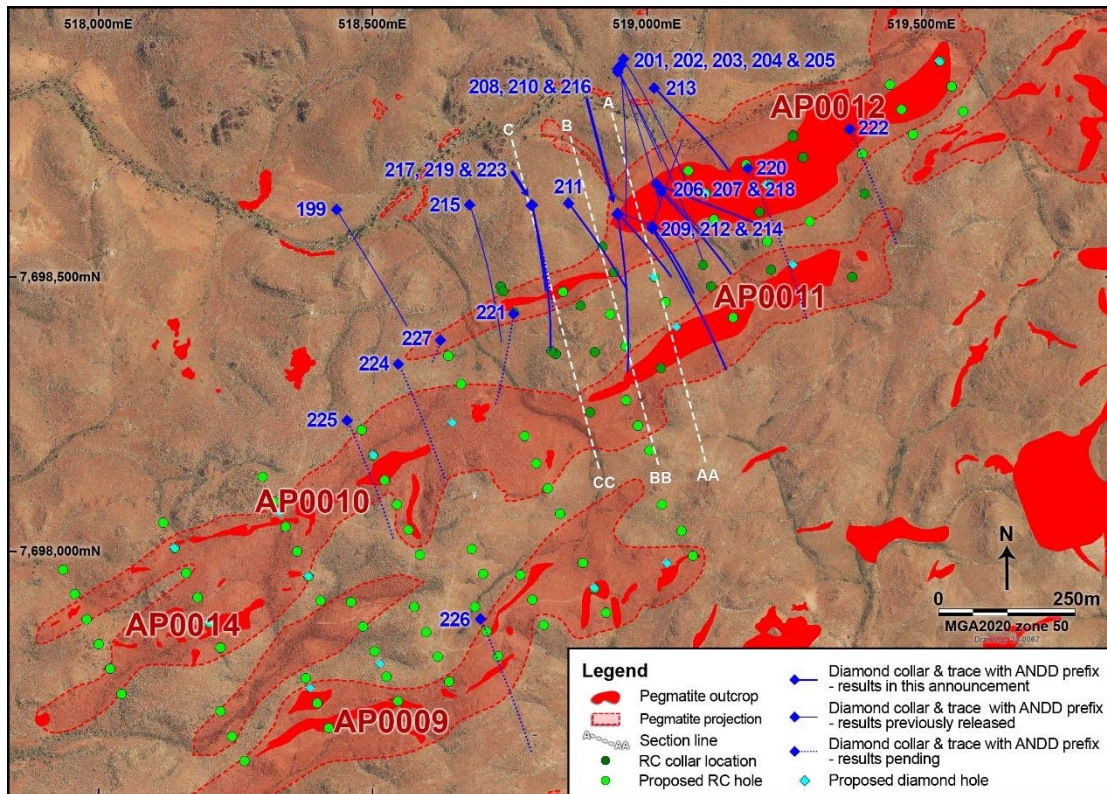 518,000mE
518,500mE
519,000mE
519,500mE
201, 202, 203, 204 & 205
208, 210 & 216
A
213
AP0012
222
C
B
217, 219 & 223
220
199
215
211
206, 207 & 218
209, 212 & 214
7,698,500mN
AP0011
221
227
224
225
CC
BB
AA
AP0010
7,698,000mN
N
0
250m
MGA2020 zone 50
AP0014
226
AP0009
Legend
Pegmatite outcrop
Pegmatite projection
A
AA
Section line
RC collar location
Proposed RC hole
Diamond collar & trace with ANDD prefix
- results in this announcement
Diamond collar & trace with ANDD prefix
- results previously released
Diamond collar & trace with ANDD prefix
- results pending
Proposed diamond hole